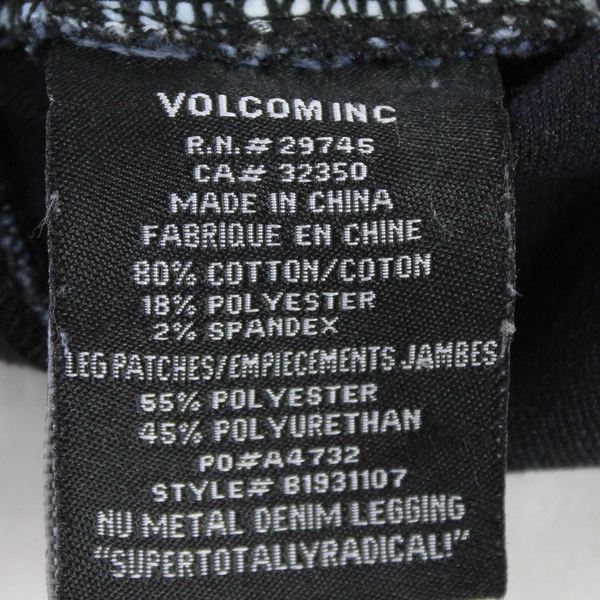 VOLCOM INC
R.N.# 29745
CA# 32350
MADE IN CHINA
FABRIQUE EN CHINE
80% COTTON/COTON
18% POLYESTER
2% SPANDEX
LEG PATCHES/EMPIECEMENTS JAMBES
55% POLYESTER
45% POLYURETHAN
PO#A4732
STYLE# B1931107
NU METAL DENIM LEGGING
"SUPERTOTALLYRADICAL!"